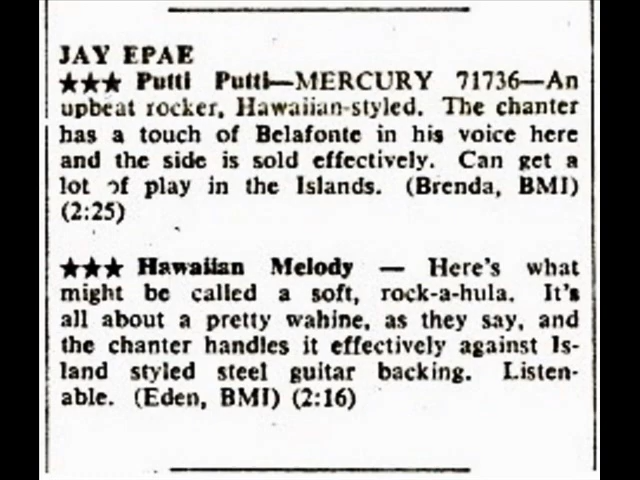 JAY EPAE
★★★ Putti Putti—MERCURY 71736—An
upbeat rocker, Hawaiian-styled. The chanter
has a touch of Belafonte in his voice here
and the side is sold effectively. Can get a
lot of play in the Islands. (Brenda, BMI)
(2:25)
★★★ Hawaiian Melody — Here's what
might be called a soft, rock-a-hula. It's
all about a pretty wahine, as they say, and
the chanter handles it effectively against Is-
land styled steel guitar backing. Listen-
able. (Eden, BMI) (2:16)